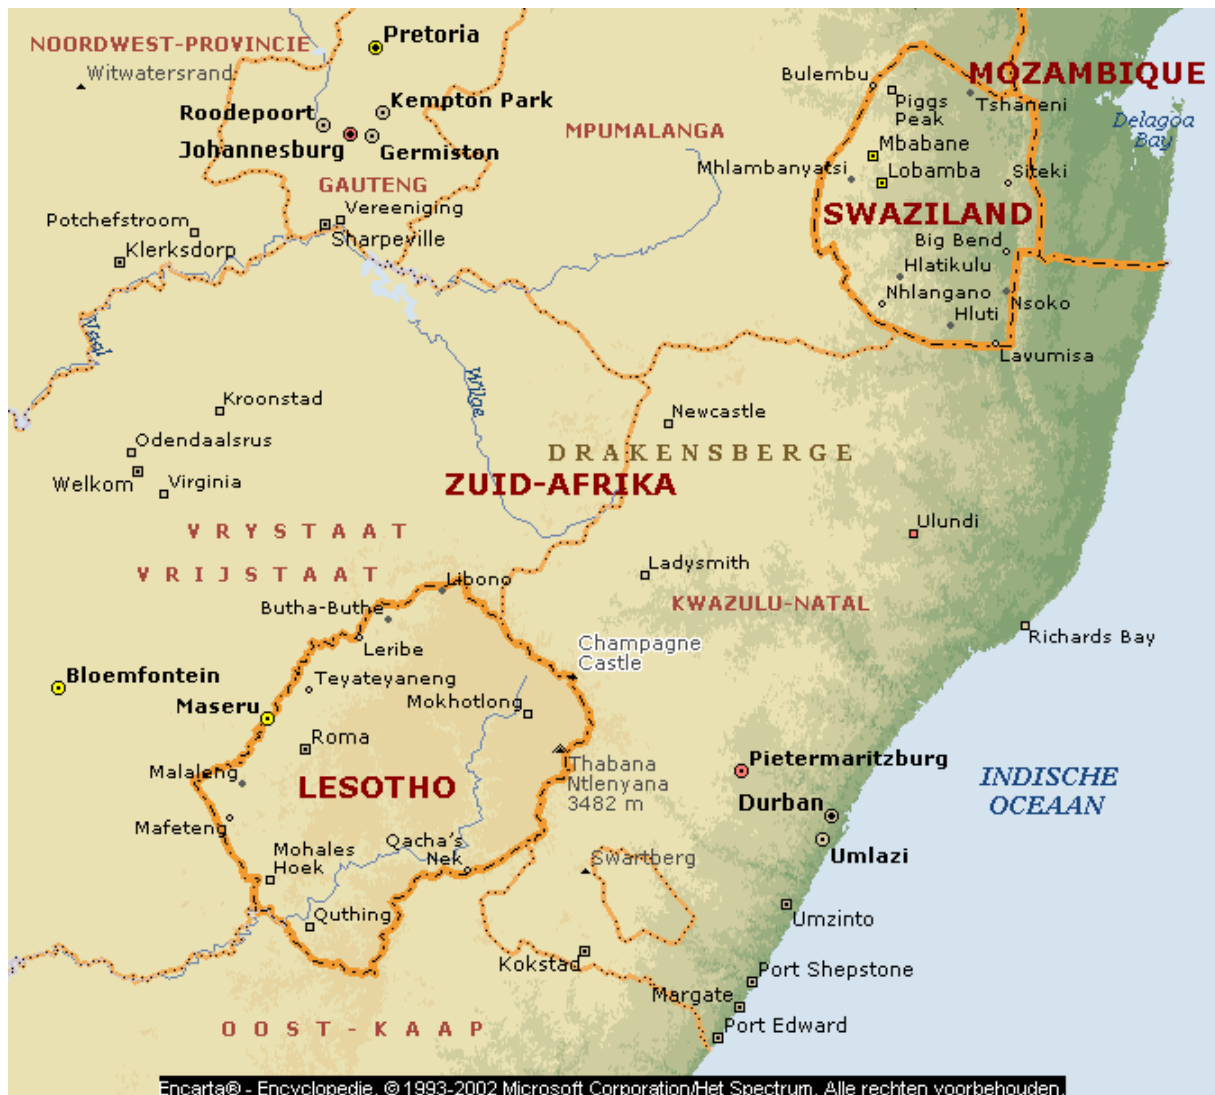 Pretoria
NOORDWEST-PROVINCIE
Witwatersrand
MOZAMBIQUE
Bulembu
Piggs
Peak
Tshaneni
Kempton Park
Roodepoort
Delagoa
Bay
MPUMALANGA
Johannesburg
Germiston
Mbabane
Mhlambanyatsi
Lobamba
Siteki
GAUTENG
Vereeniging
SWAZILAND
Potchefstroom
Sharpeville
Klerksdorp
Big Bend
Hlatikulu
Nhlangano
Nsoko
Hluti
Vaal
Lavumisa
Wilge
Kroonstad
Newcastle
Odendaalsrus
DRAKENSBERGE
Welkom
Virginia
ZUID-AFRIKA
VRYSTAAT
Ulundi
Ladysmith
VRIJSTAAT
Libono
Butha-Buthe
KWAZULU-NATAL
Richards Bay
Leribe
Champagne
Castle
Bloemfontein
Teyateyaneng
Maseru
Mokhotlong
Roma
Pietermaritzburg
Malaleng
Thabana
Ntlenyana
3482 m
LESOTHO
INDISCHE
OCEAAN
Durban
Mafeteng
Qacha's
Nek
Mohales
Hoek
Swartberg
Umlazi
Quthing
Umzinto
Kokstad
Port Shepstone
Margate
Port Edward
OOST-KAAP
Encarta® - Encyclopedie. © 1993-2002 Microsoft Corporation/Het Spectrum. Alle rechten voorbehouden.